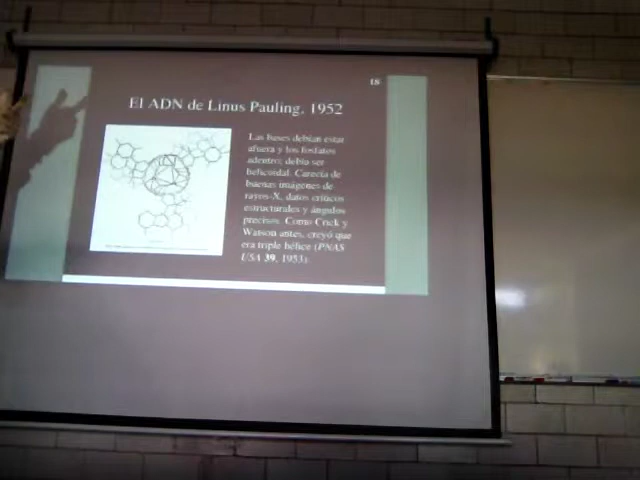 18
El ADN de Linus Pauling, 1952
Las bases debían estar
afuera y los fosfatos
adentro; debía ser
helicoidal. Carecía de
buenas imágenes de
rayos-X, datos críticos
estructurales y ángulos
precisos. Como Crick y
Watson antes, creyó que
era triple hélice (PNAS
USA 39, 1953).